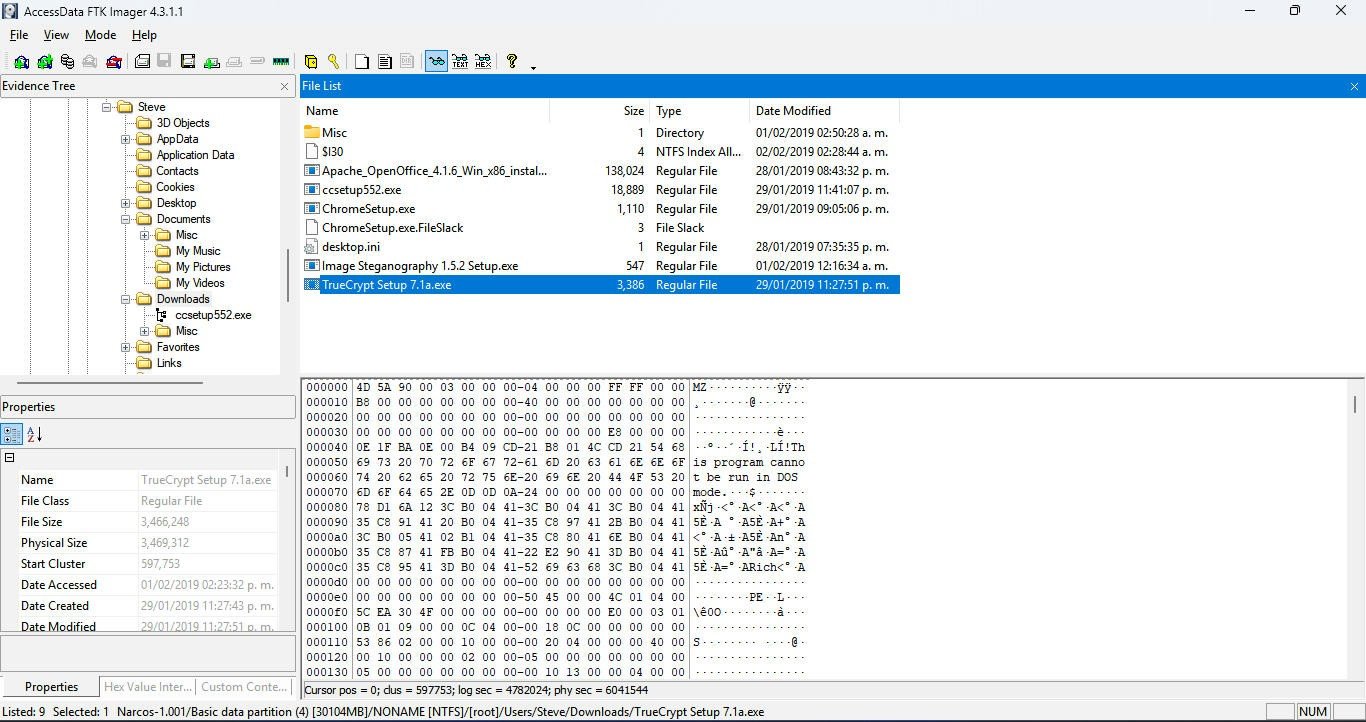 AccessData FTK Imager 4.3.1.1
File View Mode Help
TEXT HEX DIR
Evidence Tree
Steve
3D Objects
AppData
Application Data
Contacts
Cookies
Desktop
Documents
Misc
My Music
My Pictures
My Videos
Downloads
ccsetup552.exe
Misc
Favorites
Links
File List
Name Size Type Date Modified
Misc 1 Directory 01/02/2019 02:50:28 a. m.
$I30 4 NTFS Index All... 02/02/2019 02:28:44 a. m.
Apache_OpenOffice_4.1.6_Win_x86_instal... 138,024 Regular File 28/01/2019 08:43:32 p. m.
ccsetup552.exe 18,889 Regular File 29/01/2019 11:41:07 p. m.
ChromeSetup.exe 1,110 Regular File 29/01/2019 09:05:06 p. m.
ChromeSetup.exe.FileSlack 3 File Slack
desktop.ini 1 Regular File 28/01/2019 07:35:35 p. m.
Image Steganography 1.5.2 Setup.exe 547 Regular File 01/02/2019 12:16:34 a. m.
TrueCrypt Setup 7.1a.exe 3,386 Regular File 29/01/2019 11:27:51 p. m.
Properties
Name TrueCrypt Setup 7.1a.exe
File Class Regular File
File Size 3,466,248
Physical Size 3,469,312
Start Cluster 597,753
Date Accessed 01/02/2019 02:23:32 p. m.
Date Created 29/01/2019 11:27:43 p. m.
Date Modified 29/01/2019 11:27:51 p. m.
Properties Hex Value Inter... Custom Conte...
000000 4D 5A 90 00 03 00 00 00-04 00 00 00 FF FF 00 00 MZ··········ÿÿ··
000010 B8 00 00 00 00 00 00 00-40 00 00 00 00 00 00 00 ¸·······@·······
000020 00 00 00 00 00 00 00 00-00 00 00 00 00 00 00 00 ················
000030 00 00 00 00 00 00 00 00-00 00 00 00 E8 00 00 00 ············è···
000040 0E 1F BA 0E 00 B4 09 CD-21 B8 01 4C CD 21 54 68 ··º··´·Í!¸·LÍ!Th
000050 69 73 20 70 72 6F 67 72-61 6D 20 63 61 6E 6E 6F is program canno
000060 74 20 62 65 20 72 75 6E-20 69 6E 20 44 4F 53 20 t be run in DOS
000070 6D 6F 64 65 2E 0D 0D 0A-24 00 00 00 00 00 00 00 mode.···$·······
000080 78 D1 6A 12 3C B0 04 41-3C B0 04 41 3C B0 04 41 xÑj·<°·A<°·A<°·A
000090 35 C8 91 41 20 B0 04 41-35 C8 97 41 2B B0 04 41 5È·A °·A5È·A+°·A
0000a0 3C B0 05 41 02 B1 04 41-35 C8 80 41 6E B0 04 41 <°·A·±·A5È·An°·A
0000b0 35 C8 87 41 FB B0 04 41-22 E2 90 41 3D B0 04 41 5È·Aû°·A"â·A=°·A
0000c0 35 C8 95 41 3D B0 04 41-52 69 63 68 3C B0 04 41 5È·A=°·ARich<°·A
0000d0 00 00 00 00 00 00 00 00-00 00 00 00 00 00 00 00 ················
0000e0 00 00 00 00 00 00 00 00-50 45 00 00 4C 01 04 00 ········PE··L···
0000f0 5C EA 30 4F 00 00 00 00-00 00 00 00 E0 00 03 01 \ê0O········à···
000100 0B 01 09 00 00 0C 04 00-00 18 0C 00 00 00 00 00 ················
000110 53 86 02 00 00 10 00 00-00 20 04 00 00 00 40 00 S········ ····@·
000120 00 10 00 00 00 02 00 00-05 00 00 00 00 00 00 00 ················
000130 05 00 00 00 00 00 00 00-00 10 13 00 00 04 00 00 ················
Cursor pos = 0; clus = 597753; log sec = 4782024; phy sec = 6041544
Listed: 9 Selected: 1 Narcos-1.001/Basic data partition (4) [30104MB]/NONAME [NTFS]/[root]/Users/Steve/Downloads/TrueCrypt Setup 7.1a.exe NUM